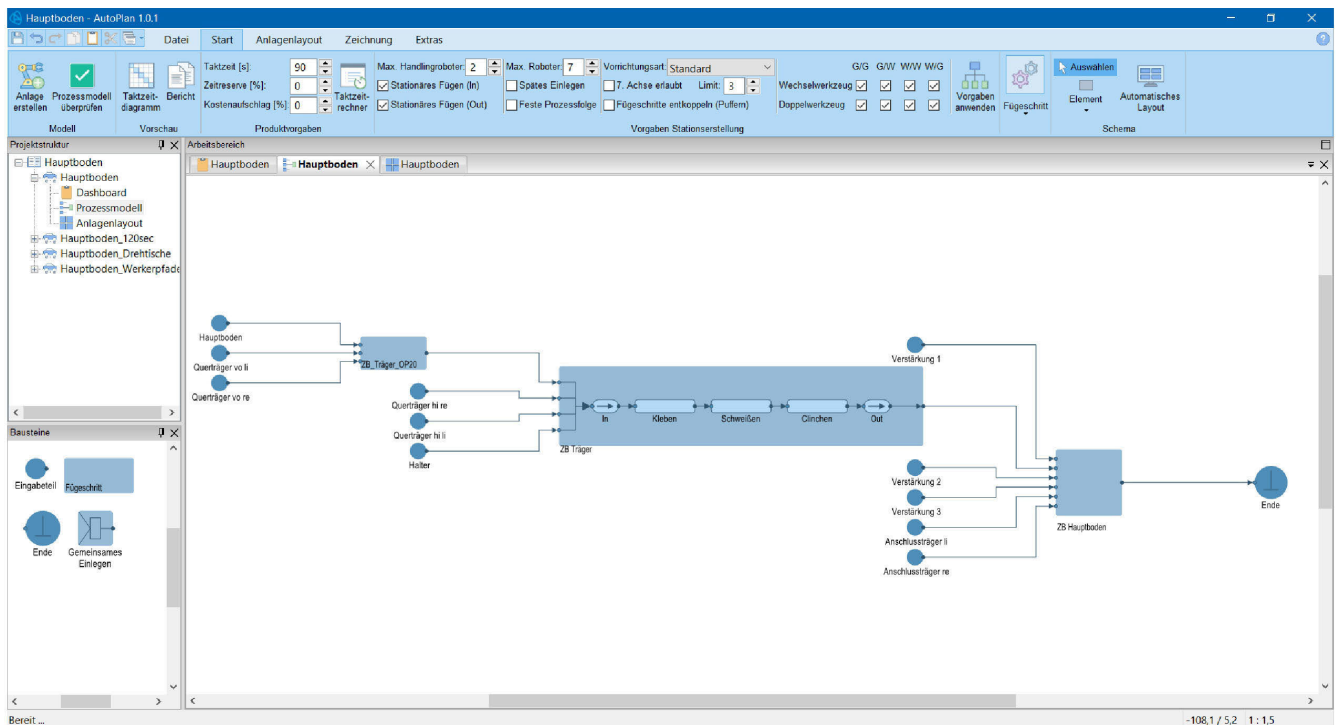 Hauptboden - AutoPlan 1.0.1
Datei Start Anlagenlayout Zeichnung Extras
Anlage erstellen
Prozessmodell überprüfen
Modell
Taktzeit-diagramm
Bericht
Vorschau
Taktzeit [s]: 90
Zeitreserve [%]: 0
Kostenaufschlag [%]: 0
Taktzeit-rechner
Produktvorgaben
Max. Handlingroboter: 2 Max. Roboter: 7 Vorrichtungsart: Standard G/G G/W W/W W/G
Stationäres Fügen (In) Spätes Einlegen 7. Achse erlaubt Limit: 3 Wechselwerkzeug
Stationäres Fügen (Out) Feste Prozessfolge Fügeschritte entkoppeln (Puffern) Doppelwerkzeug
Vorgaben anwenden
Vorgaben Stationserstellung
Fügeschritt
Auswählen
Element
Automatisches Layout
Schema
Projektstruktur
Hauptboden
Hauptboden
Dashboard
Prozessmodell
Anlagenlayout
Hauptboden_120sec
Hauptboden_Drehtische
Hauptboden_Werkerpfade
Bausteine
Eingabeteil
Fügeschritt
Ende
Gemeinsames Einlegen
Arbeitsbereich
Hauptboden Hauptboden Hauptboden
Hauptboden
Querträger vo li
Querträger vo re
ZB_Träger_OP20
Querträger hi re
Querträger hi li
Halter
In Kleben Schweißen Clinchen Out
ZB Träger
Verstärkung 1
Verstärkung 2
Verstärkung 3
Anschlussträger li
Anschlussträger re
ZB Hauptboden
Ende
Bereit ...
-108,1 / 5,2 1 : 1,5